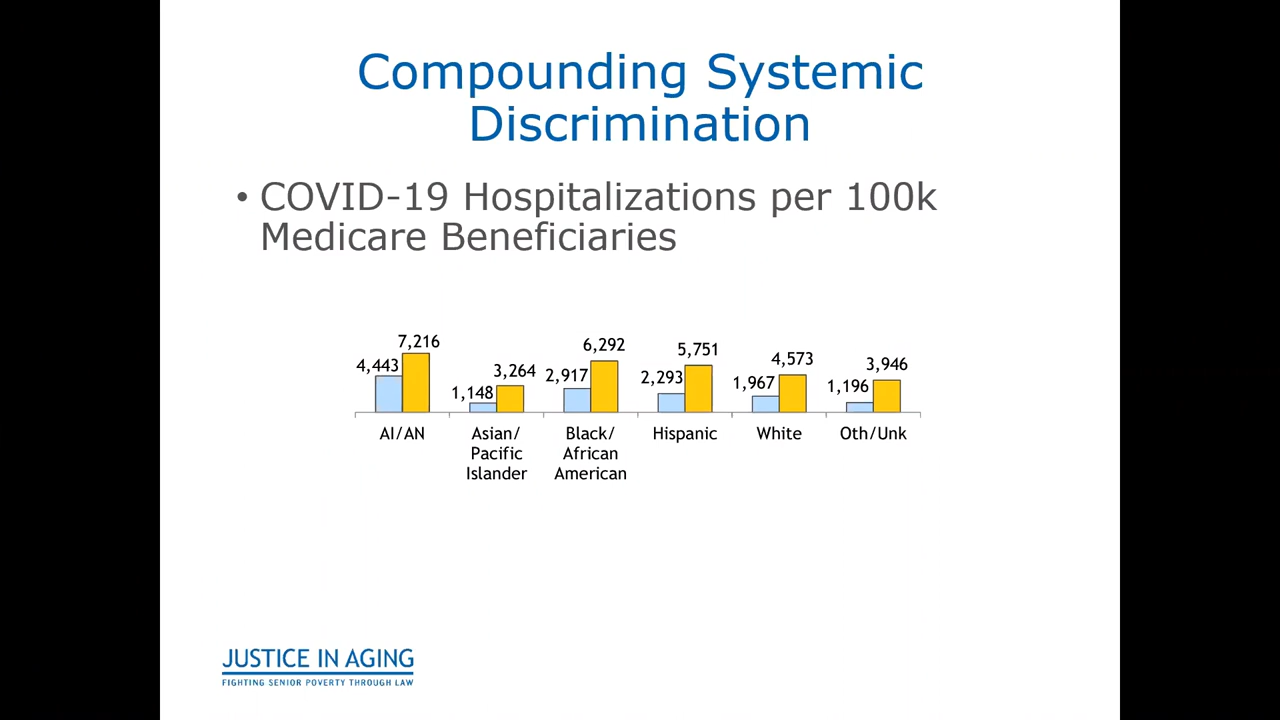 Compounding Systemic
Discrimination
• COVID-19 Hospitalizations per 100k
Medicare Beneficiaries
4,443 7,216
1,148 3,264
2,917 6,292
2,293 5,751
1,967 4,573
1,196 3,946
AI/AN
Asian/
Pacific
Islander
Black/
African
American
Hispanic
White
Oth/Unk
JUSTICE IN AGING
FIGHTING SENIOR POVERTY THROUGH LAW